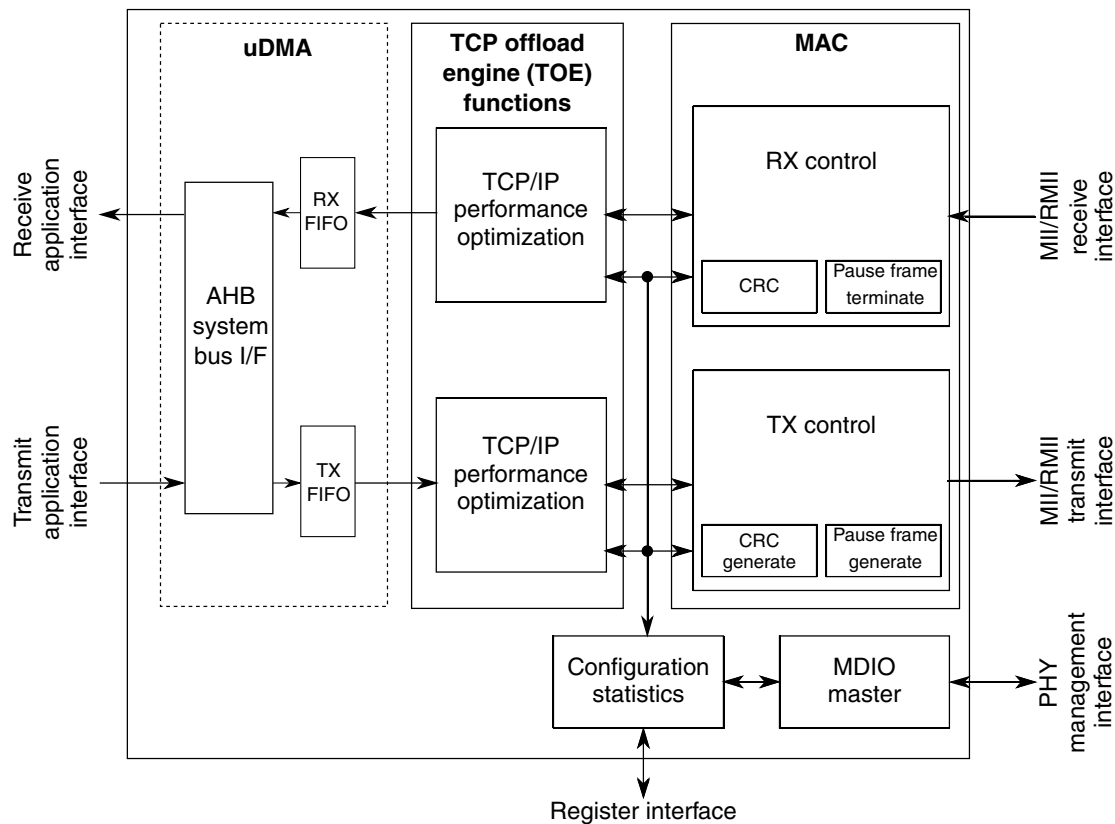 uDMA
TCP offload
engine (TOE)
functions
MAC
Receive
application
interface
RX
FIFO
TCP/IP
performance
optimization
RX control
CRC
Pause frame
terminate
MII/RMII
receive
interface
AHB
system
bus I/F
Transmit
application
interface
TX
FIFO
TCP/IP
performance
optimization
TX control
CRC
generate
Pause frame
generate
MII/RMII
transmit
interface
Configuration
statistics
MDIO
master
PHY
management
interface
Register interface